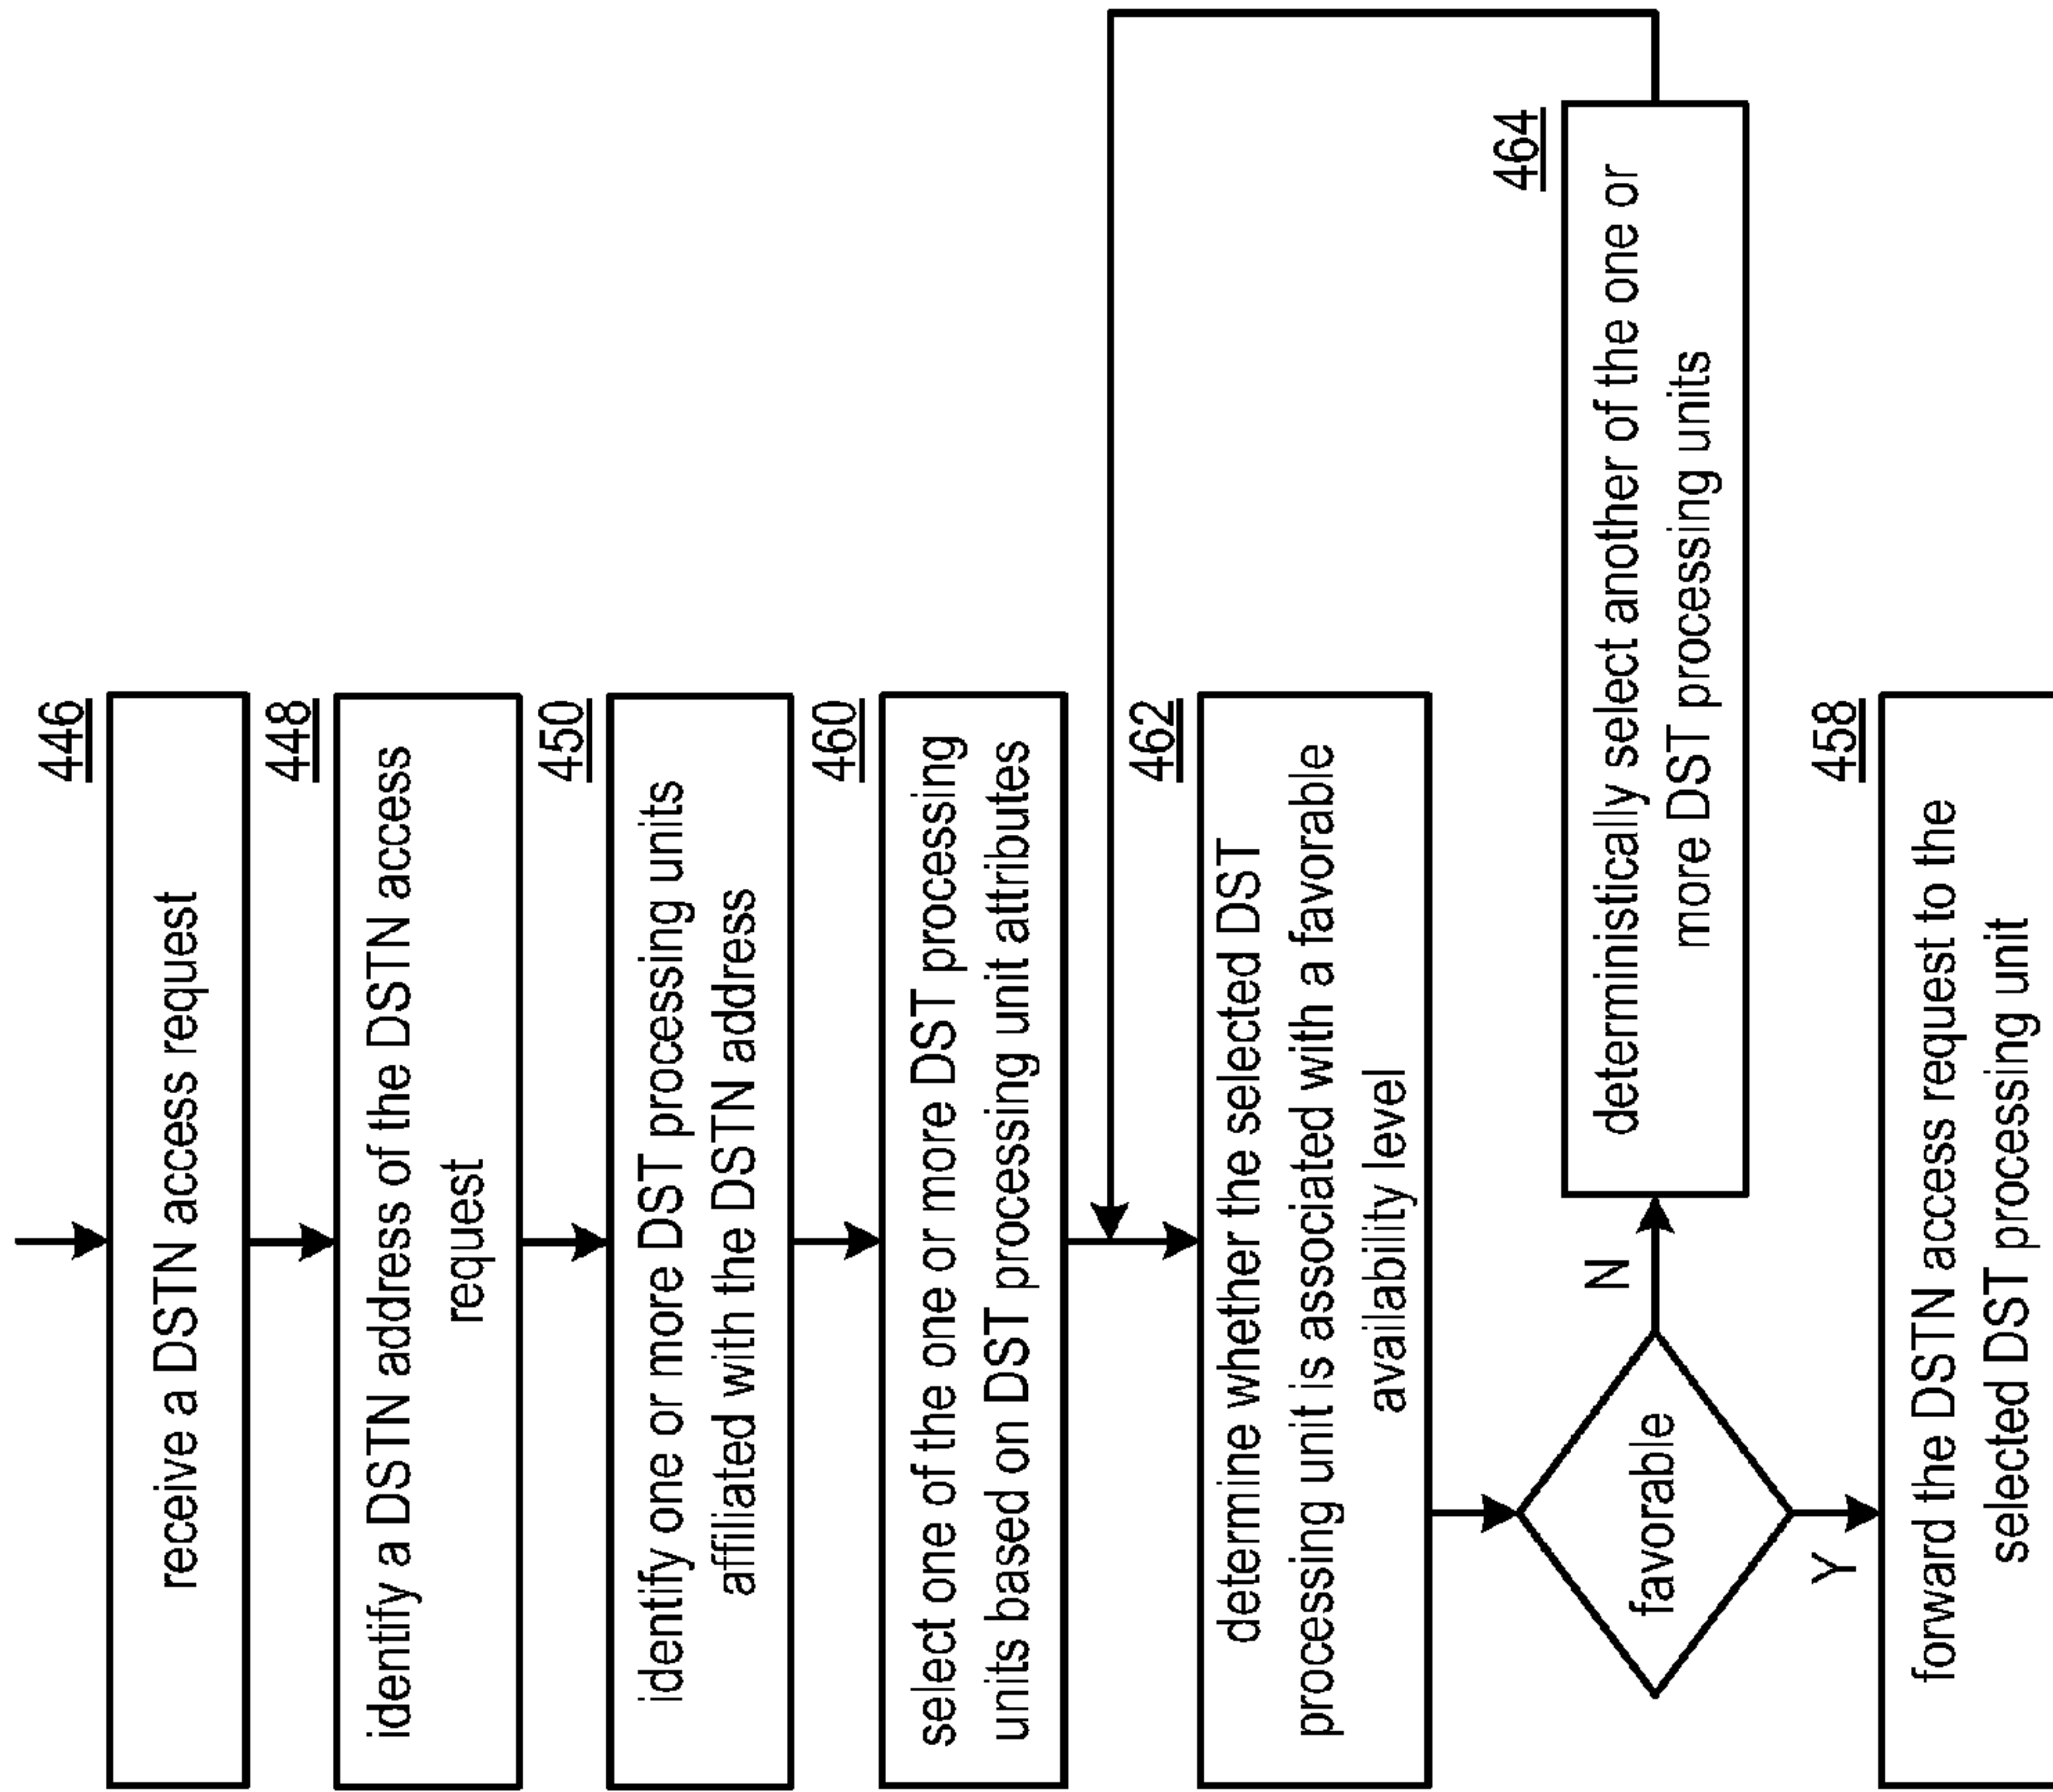 446
receive a DSTN access request
448
identify a DSTN address of the DSTN access
request
450
identify one or more DST processing units
affiliated with the DSTN address
460
select one of the one or more DST processing
units based on DST processing unit attributes
462
determine whether the selected DST
processing unit is associated with a favorable
availability level
favorable
N
464
deterministically select another of the one or
more DST processing units
Y
458
forward the DSTN access request to the
selected DST processing unit